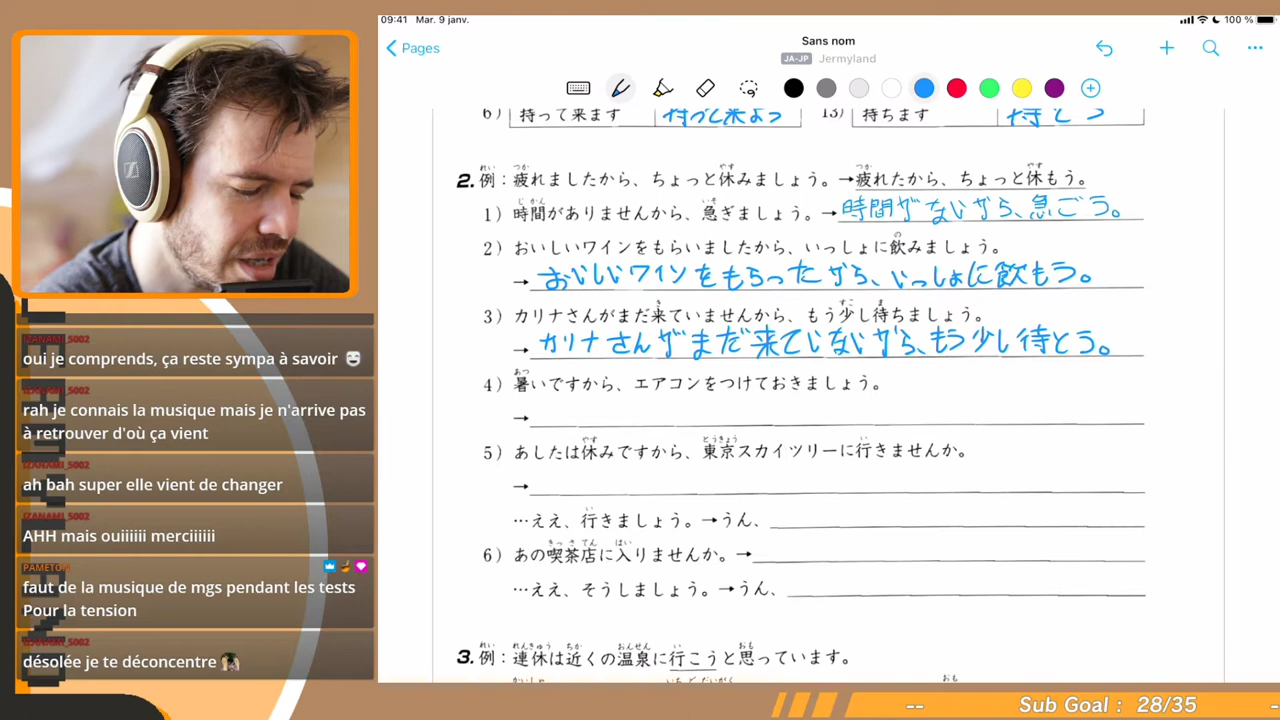 09:41 Mar. 9 janv.
100 %
Pages
Sans nom
JA-JP Jermyland
6) 持って来ます 持って来よう 13) 持ちます 持とう
2. 例：疲れましたから、ちょっと休みましょう。→疲れたから、ちょっと休もう。
1) 時間がありませんから、急ぎましょう。→時間がないから、急ごう。
2) おいしいワインをもらいましたから、いっしょに飲みましょう。
→おいしいワインをもらったから、いっしょに飲もう。
3) カリナさんがまだ来ていませんから、もう少し待ちましょう。
→カリナさんがまだ来ていないから、もう少し待とう。
4) 暑いですから、エアコンをつけておきましょう。
→
5) あしたは休みですから、東京スカイツリーに行きませんか。
→
…ええ、行きましょう。→うん、
6) あの喫茶店に入りませんか。→
…ええ、そうしましょう。→うん、
3. 例：連休は近くの温泉に行こうと思っています。
IZANAMI_5002
oui je comprends, ça reste sympa à savoir
IZANAMI_5002
rah je connais la musique mais je n'arrive pas
à retrouver d'où ça vient
IZANAMI_5002
ah bah super elle vient de changer
IZANAMI_5002
AHH mais ouiiiiii merciiiiii
PAMETON
faut de la musique de mgs pendant les tests
Pour la tension
IZANAMI_5002
désolée je te déconcentre
-- Sub Goal : 28/35